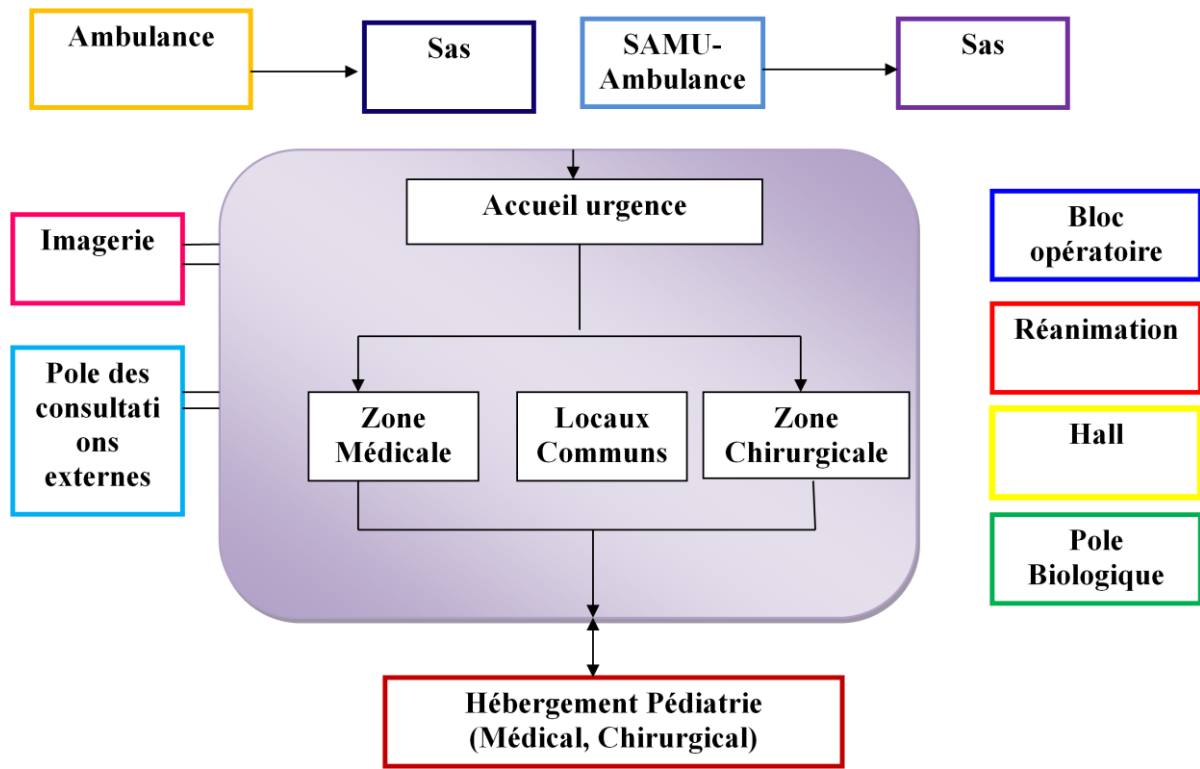 Ambulance
Sas
SAMU-
Ambulance
Sas
Accueil urgence
Imagerie
Bloc
opératoire
Réanimation
Pole des
consultati
ons
externes
Zone
Médicale
Locaux
Communs
Zone
Chirurgicale
Hall
Pole
Biologique
Hébergement Pédiatrie
(Médical, Chirurgical)